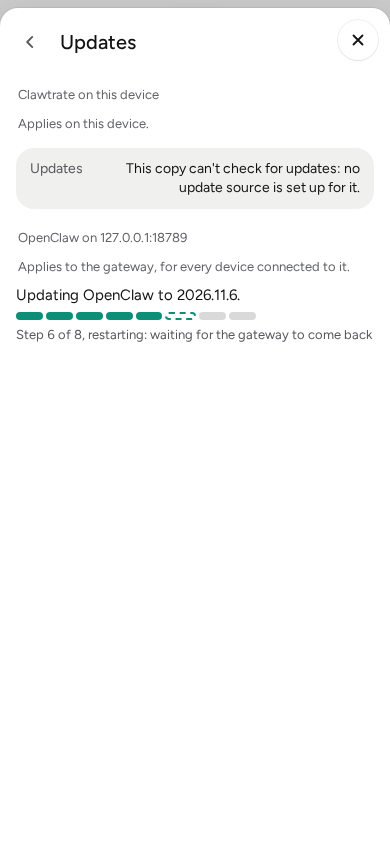 Updates
Clawtrate on this device
Applies on this device.
Updates
This copy can't check for updates: no
update source is set up for it.
OpenClaw on 127.0.0.1:18789
Applies to the gateway, for every device connected to it.
Updating OpenClaw to 2026.11.6.
Step 6 of 8, restarting: waiting for the gateway to come back